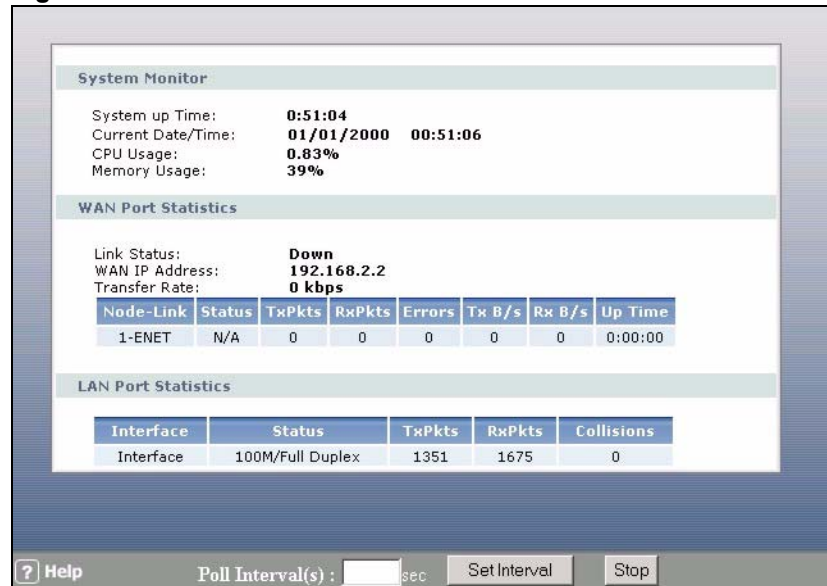 System Monitor
System up Time: 0:51:04
Current Date/Time: 01/01/2000 00:51:06
CPU Usage: 0.83%
Memory Usage: 39%
WAN Port Statistics
Link Status: Down
WAN IP Address: 192.168.2.2
Transfer Rate: 0 kbps
Node-Link Status TxPkts RxPkts Errors Tx B/s Rx B/s Up Time
1-ENET N/A 0 0 0 0 0 0:00:00
LAN Port Statistics
Interface Status TxPkts RxPkts Collisions
Interface 100M/Full Duplex 1351 1675 0
? Help Poll Interval(s) : sec Set Interval Stop